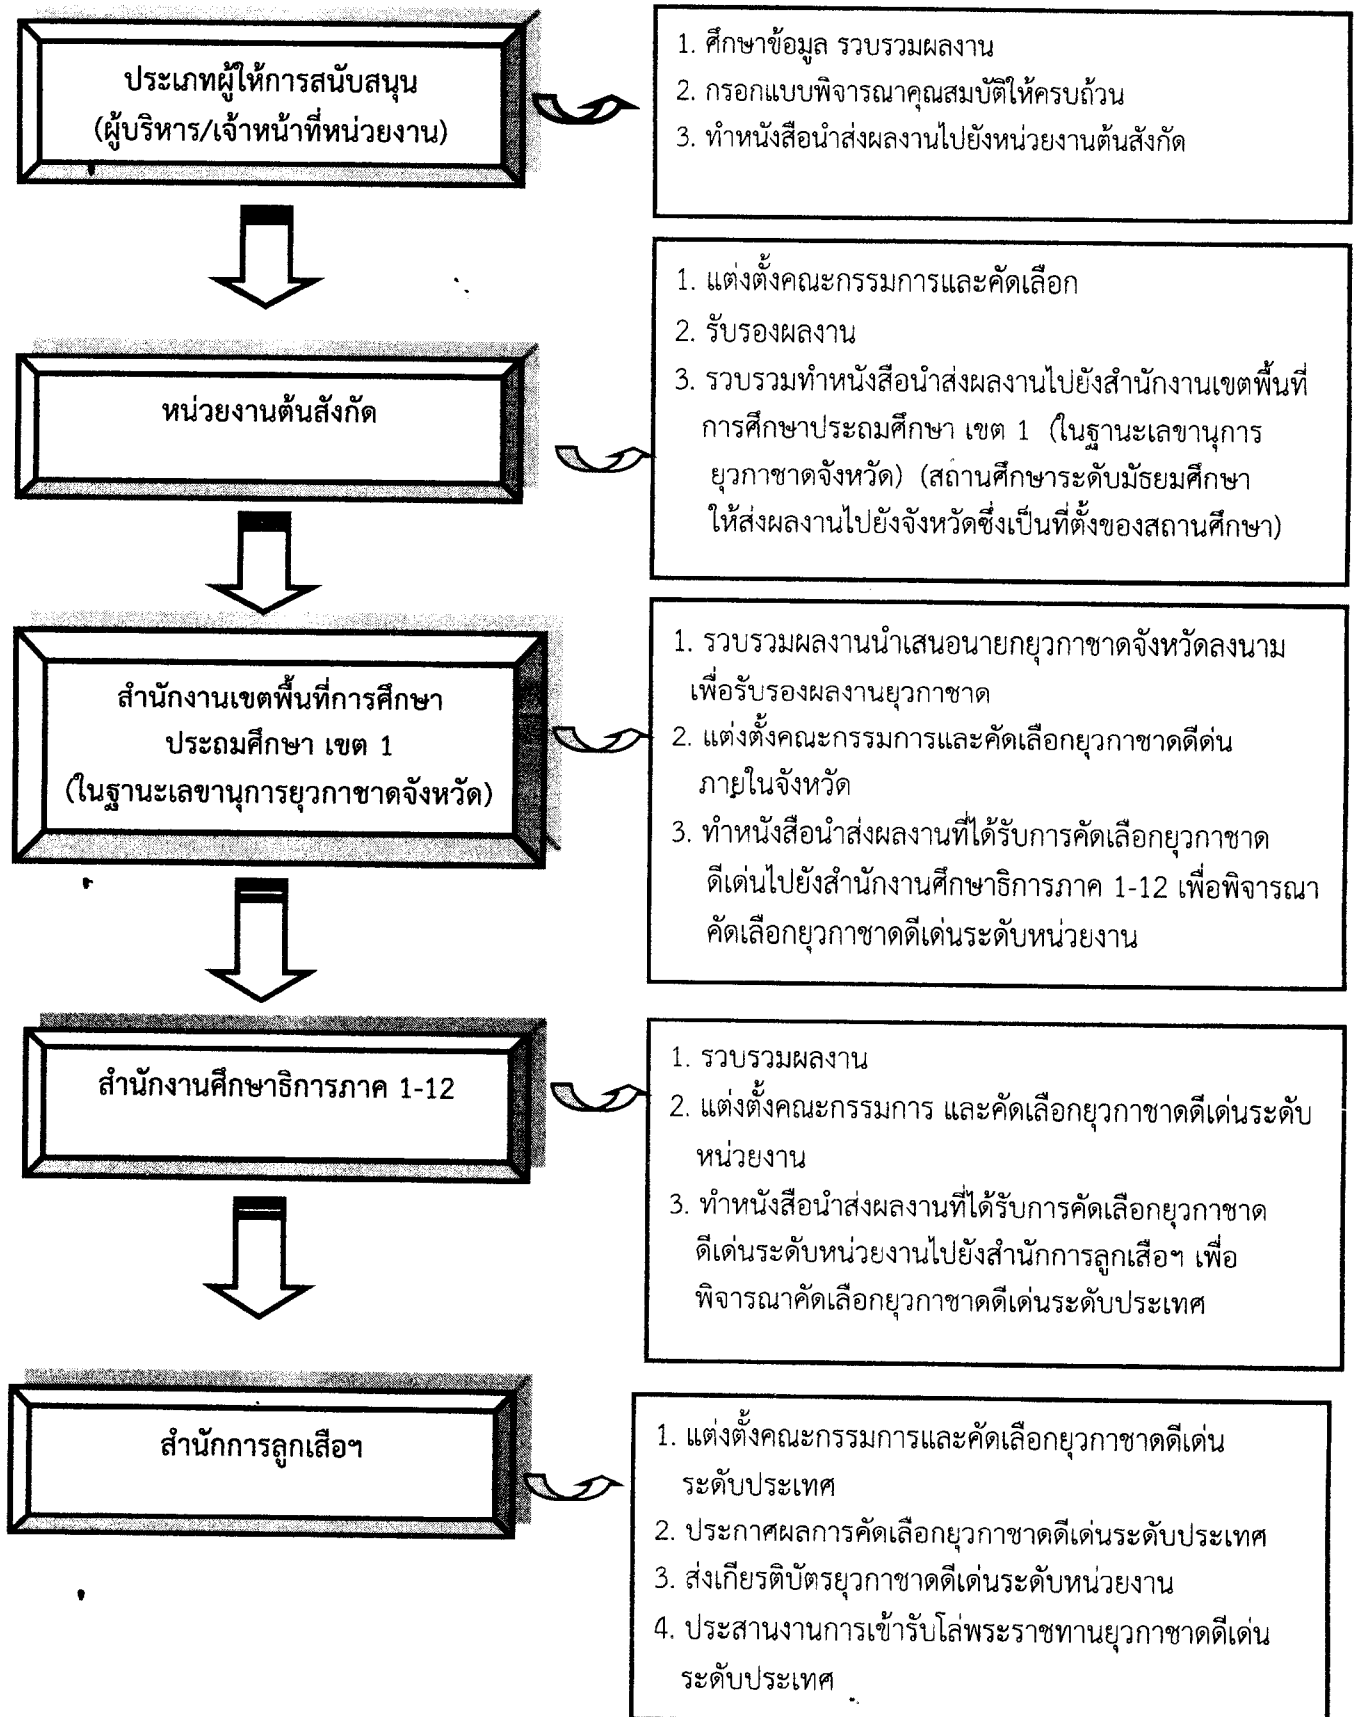 ประเภทผู้ให้การสนับสนุน
(ผู้บริหาร/เจ้าหน้าที่หน่วยงาน)
1. ศึกษาข้อมูล รวบรวมผลงาน
2. กรอกแบบพิจารณาคุณสมบัติให้ครบถ้วน
3. ทำหนังสือนำส่งผลงานไปยังหน่วยงานต้นสังกัด
หน่วยงานต้นสังกัด
1. แต่งตั้งคณะกรรมการและคัดเลือก
2. รับรองผลงาน
3. รวบรวมทำหนังสือนำส่งผลงานไปยังสำนักงานเขตพื้นที่
การศึกษาประถมศึกษา เขต 1 (ในฐานะเลขานุการ
ยุวกาชาดจังหวัด) (สถานศึกษาระดับมัธยมศึกษา
ให้ส่งผลงานไปยังจังหวัดซึ่งเป็นที่ตั้งของสถานศึกษา)
สำนักงานเขตพื้นที่การศึกษา
ประถมศึกษา เขต 1
(ในฐานะเลขานุการยุวกาชาดจังหวัด)
1. รวบรวมผลงานนำเสนอนายกยุวกาชาดจังหวัดลงนาม
เพื่อรับรองผลงานยุวกาชาด
2. แต่งตั้งคณะกรรมการและคัดเลือกยุวกาชาดดีเด่น
ภายในจังหวัด
3. ทำหนังสือนำส่งผลงานที่ได้รับการคัดเลือกยุวกาชาด
ดีเด่นไปยังสำนักงานศึกษาธิการภาค 1-12 เพื่อพิจารณา
คัดเลือกยุวกาชาดดีเด่นระดับหน่วยงาน
สำนักงานศึกษาธิการภาค 1-12
1. รวบรวมผลงาน
2. แต่งตั้งคณะกรรมการ และคัดเลือกยุวกาชาดดีเด่นระดับ
หน่วยงาน
3. ทำหนังสือนำส่งผลงานที่ได้รับการคัดเลือกยุวกาชาด
ดีเด่นระดับหน่วยงานไปยังสำนักการลูกเสือฯ เพื่อ
พิจารณาคัดเลือกยุวกาชาดดีเด่นระดับประเทศ
สำนักการลูกเสือฯ
1. แต่งตั้งคณะกรรมการและคัดเลือกยุวกาชาดดีเด่น
ระดับประเทศ
2. ประกาศผลการคัดเลือกยุวกาชาดดีเด่นระดับประเทศ
3. ส่งเกียรติบัตรยุวกาชาดดีเด่นระดับหน่วยงาน
4. ประสานงานการเข้ารับโล่พระราชทานยุวกาชาดดีเด่น
ระดับประเทศ